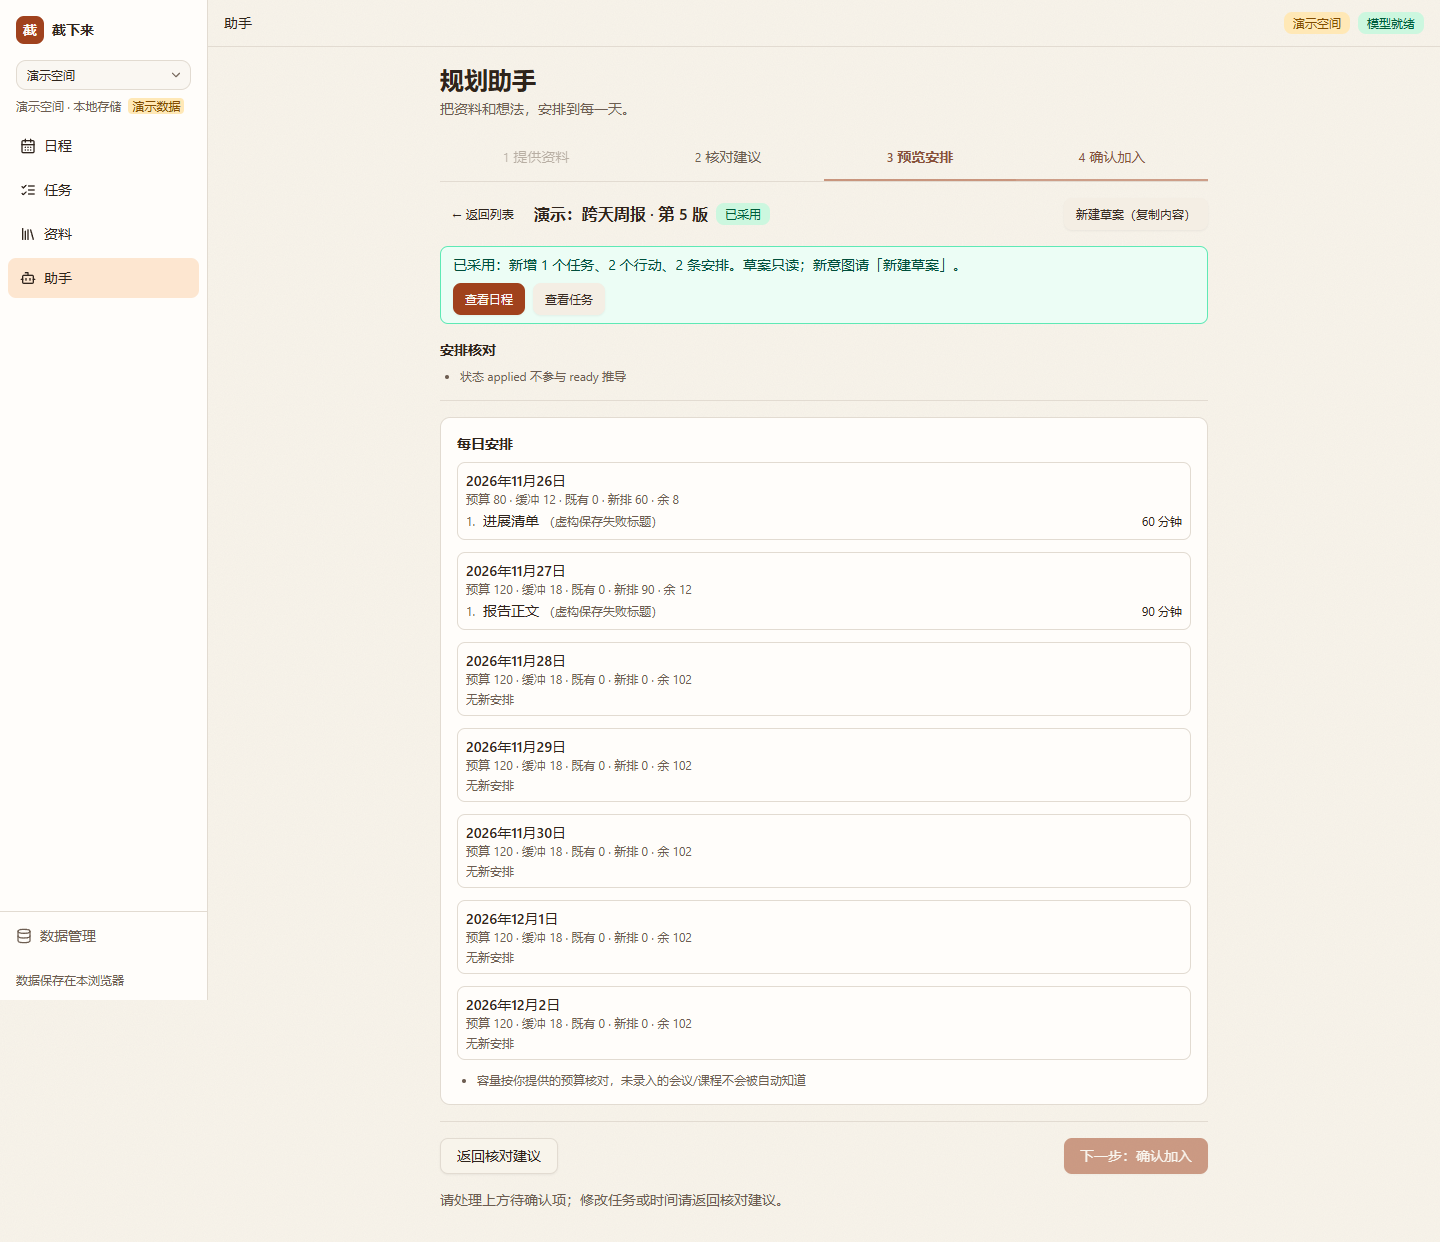 截 截下来
演示空间
演示空间 · 本地存储 演示数据
日程
任务
资料
助手
数据管理
数据保存在本浏览器
助手
演示空间 模型就绪
规划助手
把资料和想法，安排到每一天。
1 提供资料 2 核对建议 3 预览安排 4 确认加入
← 返回列表 演示：跨天周报 · 第 5 版 已采用 新建草案（复制内容）
已采用：新增 1 个任务、2 个行动、2 条安排。草案只读；新意图请「新建草案」。
查看日程 查看任务
安排核对
• 状态 applied 不参与 ready 推导
每日安排
2026年11月26日
预算 80 · 缓冲 12 · 既有 0 · 新排 60 · 余 8
1. 进展清单 （虚构保存失败标题） 60 分钟
2026年11月27日
预算 120 · 缓冲 18 · 既有 0 · 新排 90 · 余 12
1. 报告正文 （虚构保存失败标题） 90 分钟
2026年11月28日
预算 120 · 缓冲 18 · 既有 0 · 新排 0 · 余 102
无新安排
2026年11月29日
预算 120 · 缓冲 18 · 既有 0 · 新排 0 · 余 102
无新安排
2026年11月30日
预算 120 · 缓冲 18 · 既有 0 · 新排 0 · 余 102
无新安排
2026年12月1日
预算 120 · 缓冲 18 · 既有 0 · 新排 0 · 余 102
无新安排
2026年12月2日
预算 120 · 缓冲 18 · 既有 0 · 新排 0 · 余 102
无新安排
• 容量按你提供的预算核对，未录入的会议/课程不会被自动知道
返回核对建议 下一步：确认加入
请处理上方待确认项；修改任务或时间请返回核对建议。